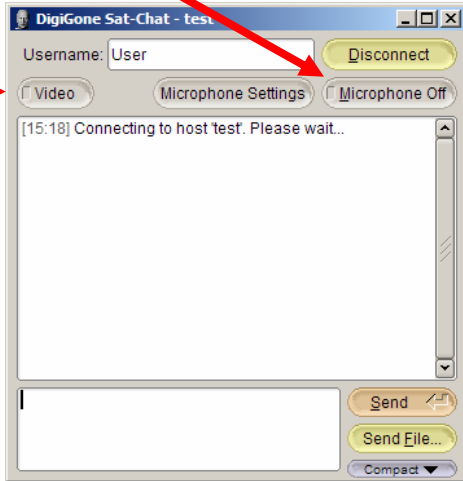 DigiGone Sat-Chat - test
Username: User Disconnect
Video Microphone Settings Microphone Off
[15:18] Connecting to host 'test'. Please wait...
Send
Send File...
Compact